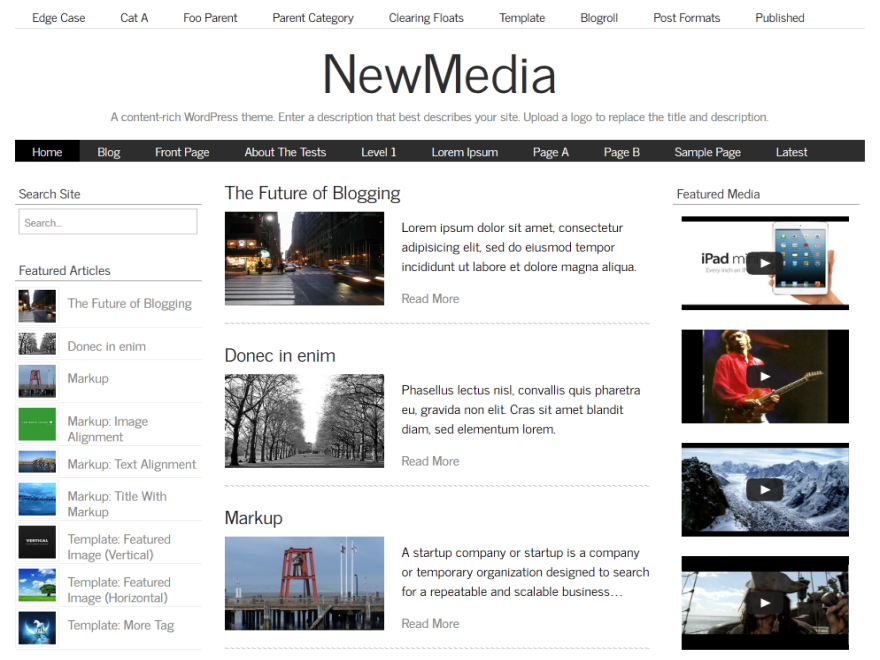 Edge Case Cat A Foo Parent Parent Category Clearing Floats Template Blogroll Post Formats Published
NewMedia
A content-rich WordPress theme. Enter a description that best describes your site. Upload a logo to replace the title and description.
Home Blog Front Page About The Tests Level 1 Lorem Ipsum Page A Page B Sample Page Latest
Search Site
Search...
Featured Articles
The Future of Blogging
Donec in enim
Markup
Markup: Image
Alignment
Markup: Text Alignment
Markup: Title With
Markup
VERTICAL
Template: Featured
Image (Vertical)
Template: Featured
Image (Horizontal)
Template: More Tag
The Future of Blogging
Lorem ipsum dolor sit amet, consectetur
adipisicing elit, sed do eiusmod tempor
incididunt ut labore et dolore magna aliqua.
Read More
Donec in enim
Phasellus lectus nisl, convallis quis pharetra
eu, gravida non elit. Cras sit amet blandit
diam, sed elementum lorem.
Read More
Markup
A startup company or startup is a company
or temporary organization designed to search
for a repeatable and scalable business...
Read More
Featured Media
iPad mi
Every inch an iP